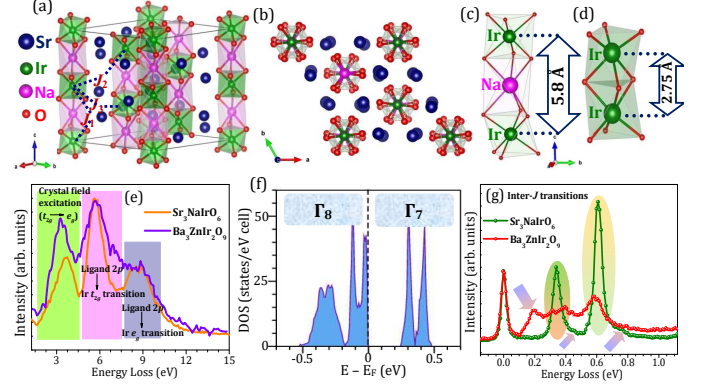 (a)
Sr
Ir
Na
O
J2
J3
J1
c
b
a
(b)
b
a
(c)
Ir
Na
Ir
5.8 Å
(d)
Ir
Ir
2.75 Å
(e)
Crystal field
excitation
(t2g → eg)
Sr3NaIrO6
Ba3ZnIr2O9
Ligand 2p
Ir t2g transition
Ligand 2p
Ir eg transition
Intensity (arb. units)
3 6 9 12 15
Energy Loss (eV)
(f)
Γ8
Γ7
DOS (states/eV cell)
50
25
0
−0.5 0 0.5
E − EF (eV)
(g)
Inter-J transitions
Sr3NaIrO6
Ba3ZnIr2O9
Intensity (arb. units)
0.0 0.2 0.4 0.6 0.8 1.0
Energy Loss (eV)